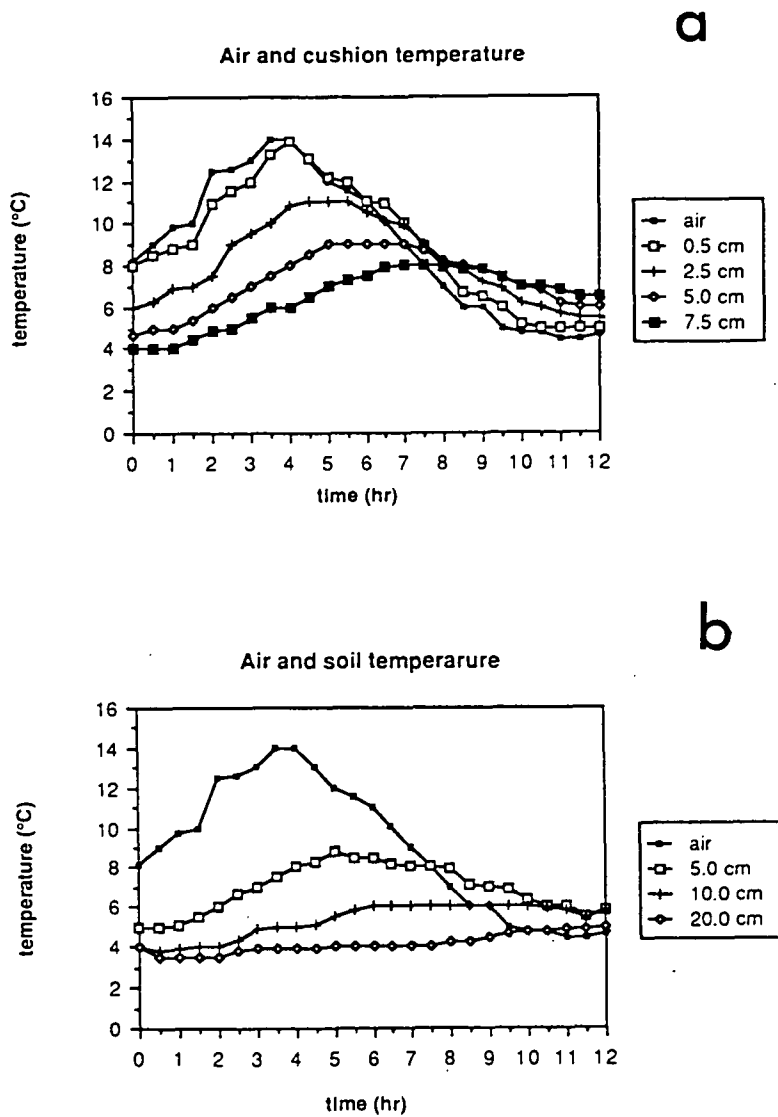 a
Air and cushion temperature
temperature (°C)
16
14
12
10
8
6
4
2
0
0 1 2 3 4 5 6 7 8 9 10 11 12
time (hr)
air
0.5 cm
2.5 cm
5.0 cm
7.5 cm
b
Air and soil temperarure
temperature (°C)
16
14
12
10
8
6
4
2
0
0 1 2 3 4 5 6 7 8 9 10 11 12
time (hr)
air
5.0 cm
10.0 cm
20.0 cm